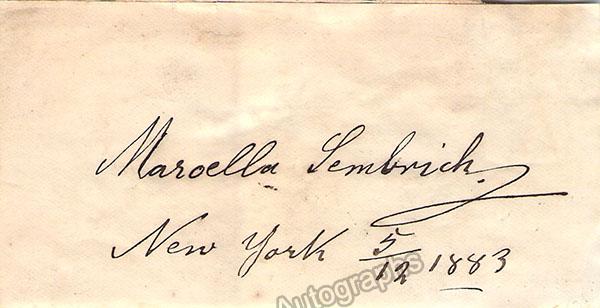 Marcella Sembrich.
New York 5/12 1883
Autographs